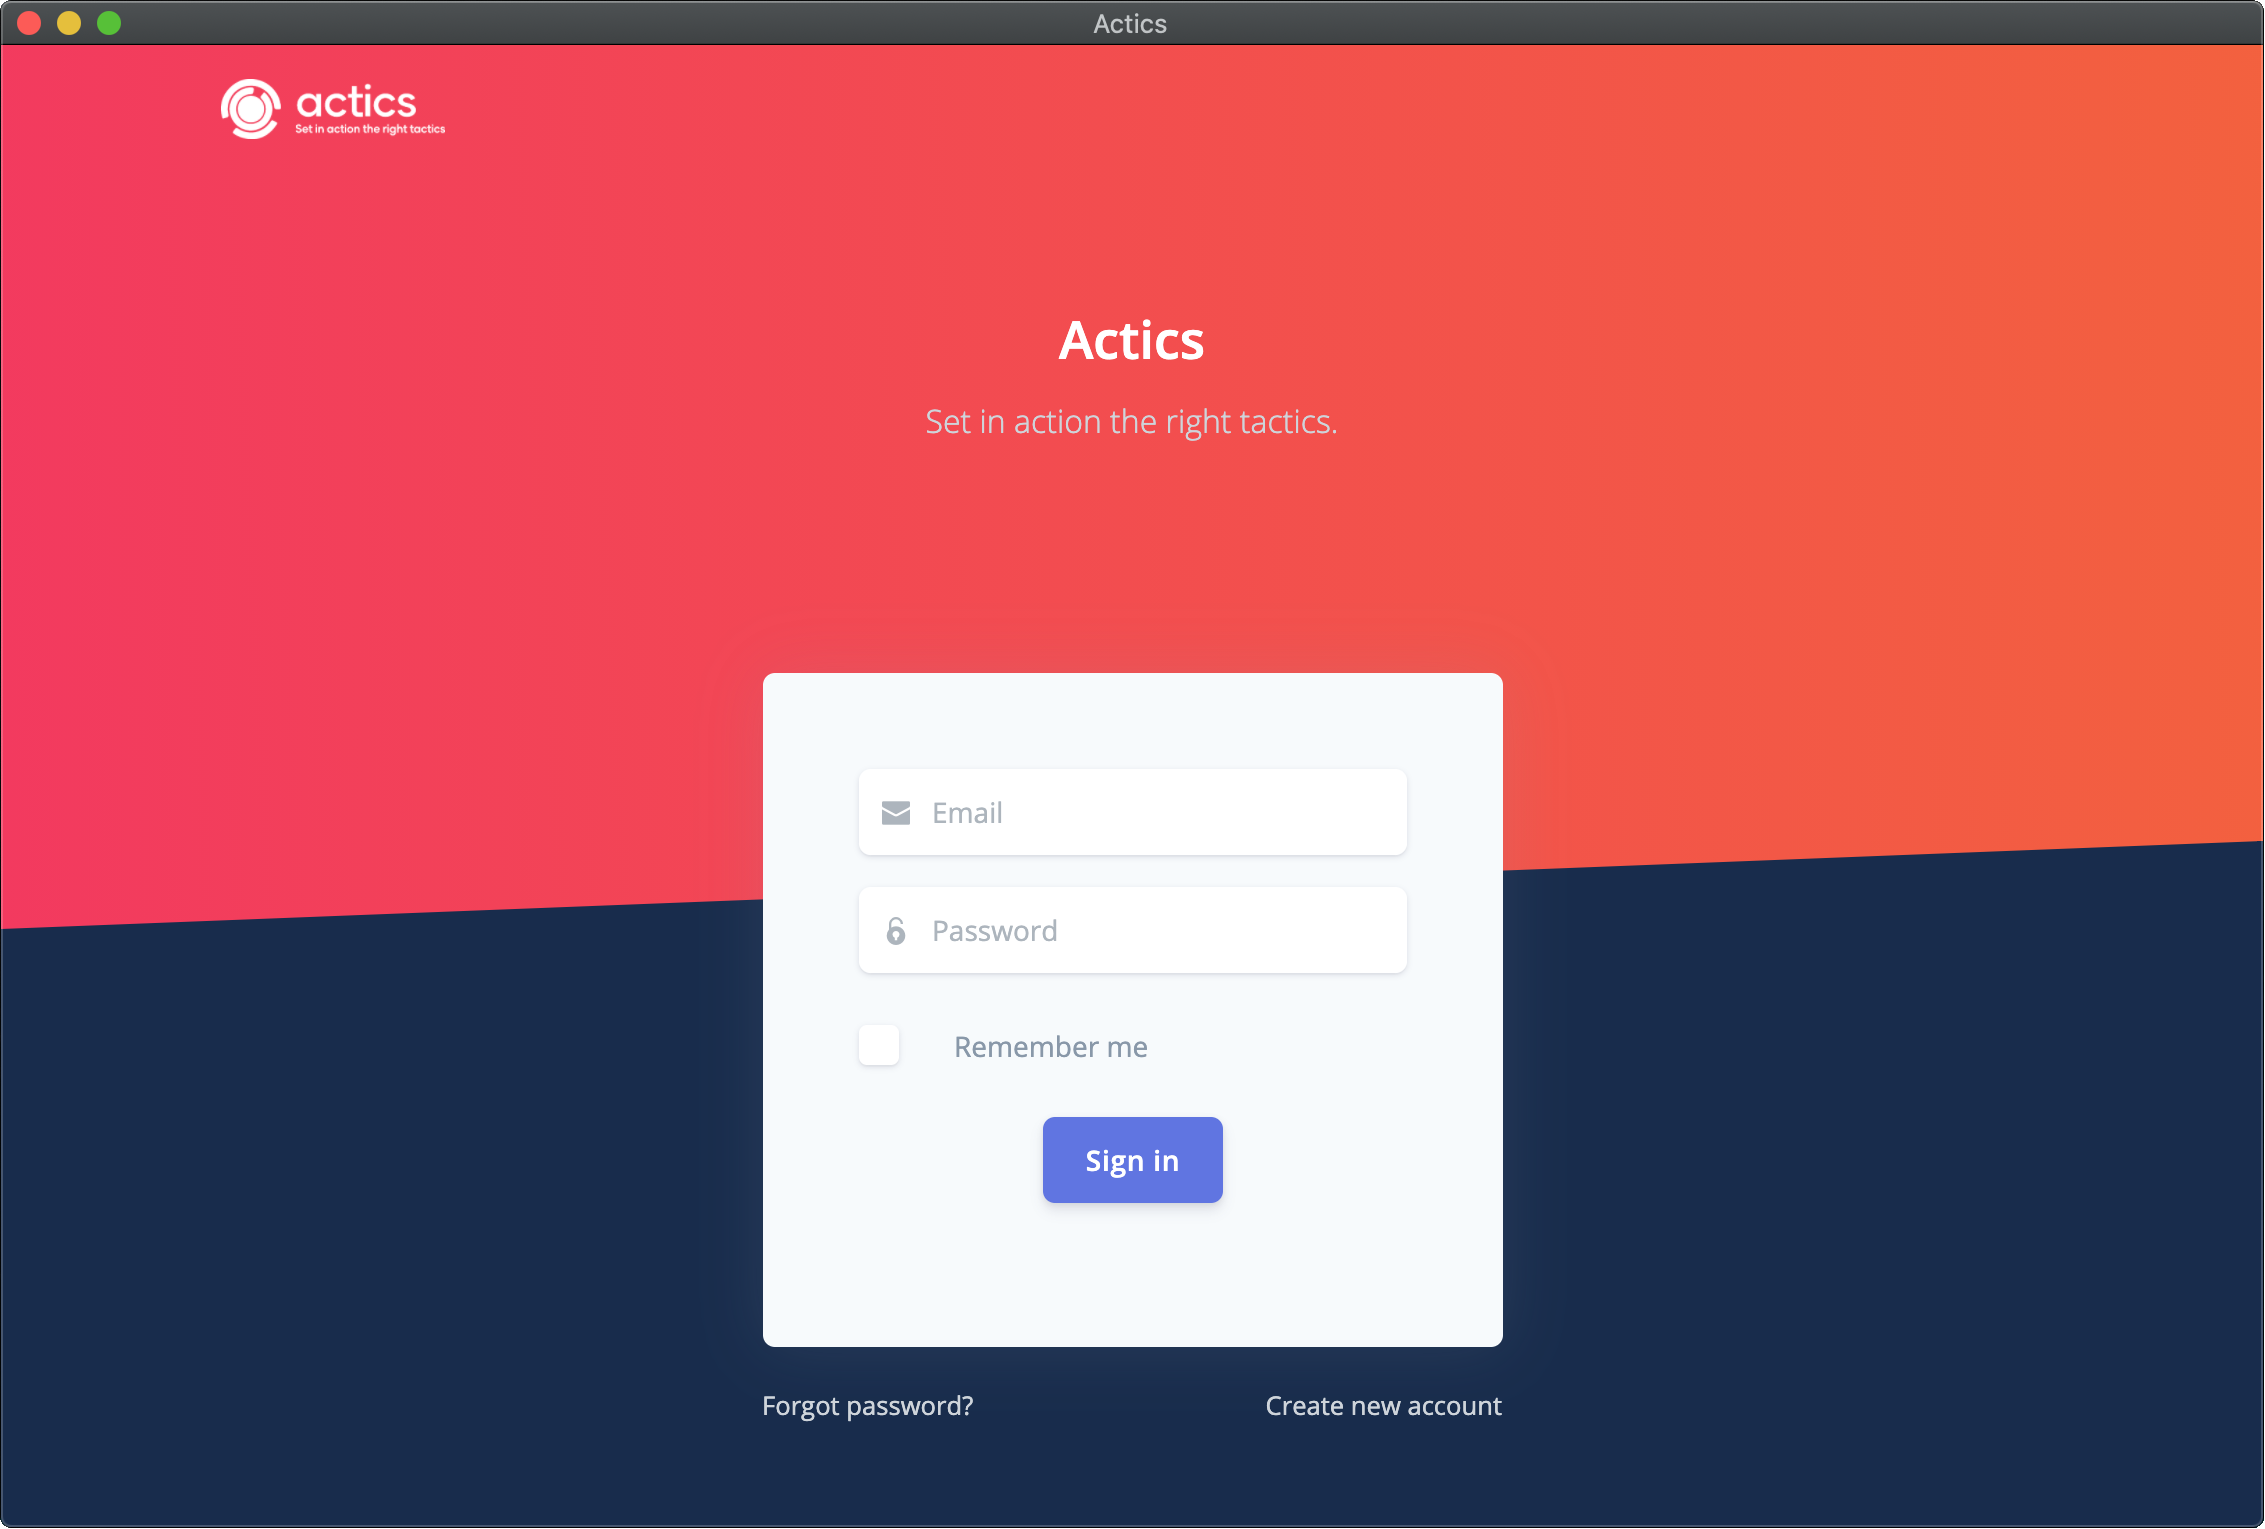 Actics
actics
Set in action the right tactics
Actics
Set in action the right tactics.
Email
Password
Remember me
Sign in
Forgot password?
Create new account